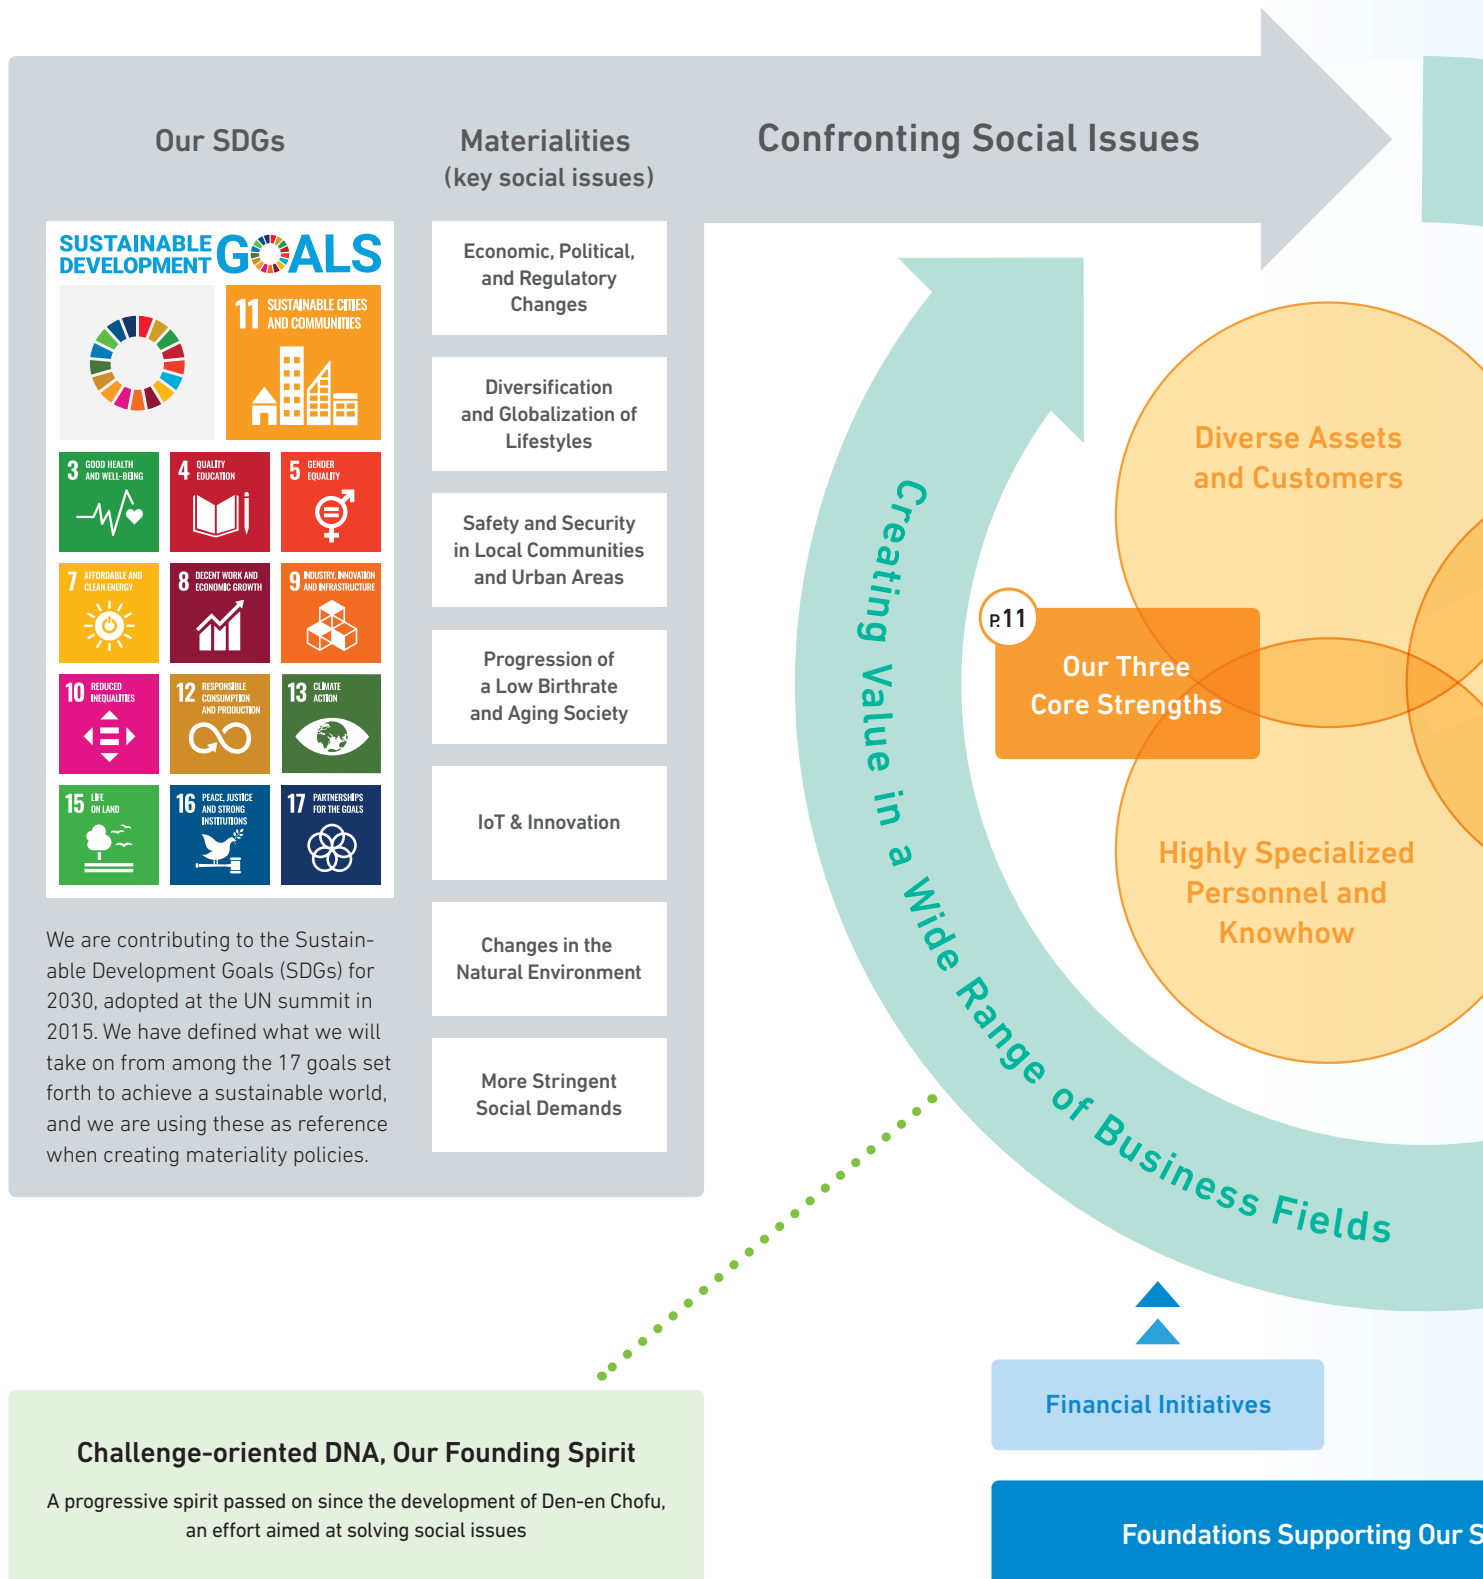 Our SDGs
SUSTAINABLE
DEVELOPMENT
GOALS
11 SUSTAINABLE CITIES
AND COMMUNITIES
3 GOOD HEALTH
AND WELL-BEING
4 QUALITY
EDUCATION
5 GENDER
EQUALITY
7 AFFORDABLE AND
CLEAN ENERGY
8 DECENT WORK AND
ECONOMIC GROWTH
9 INDUSTRY, INNOVATION
AND INFRASTRUCTURE
10 REDUCED
INEQUALITIES
12 RESPONSIBLE
CONSUMPTION
AND PRODUCTION
13 CLIMATE
ACTION
15 LIFE
ON LAND
16 PEACE, JUSTICE
AND STRONG
INSTITUTIONS
17 PARTNERSHIPS
FOR THE GOALS
We are contributing to the Sustain-
able Development Goals (SDGs) for
2030, adopted at the UN summit in
2015. We have defined what we will
take on from among the 17 goals set
forth to achieve a sustainable world,
and we are using these as reference
when creating materiality policies.
Materialities
(key social issues)
Economic, Political,
and Regulatory
Changes
Diversification
and Globalization of
Lifestyles
Safety and Security
in Local Communities
and Urban Areas
Progression of
a Low Birthrate
and Aging Society
IoT & Innovation
Changes in the
Natural Environment
More Stringent
Social Demands
Confronting Social Issues
Creating Value in a Wide Range of Business Fields
Diverse Assets
and Customers
P.11
Our Three
Core Strengths
Highly Specialized
Personnel and
Knowhow
Financial Initiatives
Challenge-oriented DNA, Our Founding Spirit
A progressive spirit passed on since the development of Den-en Chofu,
an effort aimed at solving social issues
Foundations Supporting Our S